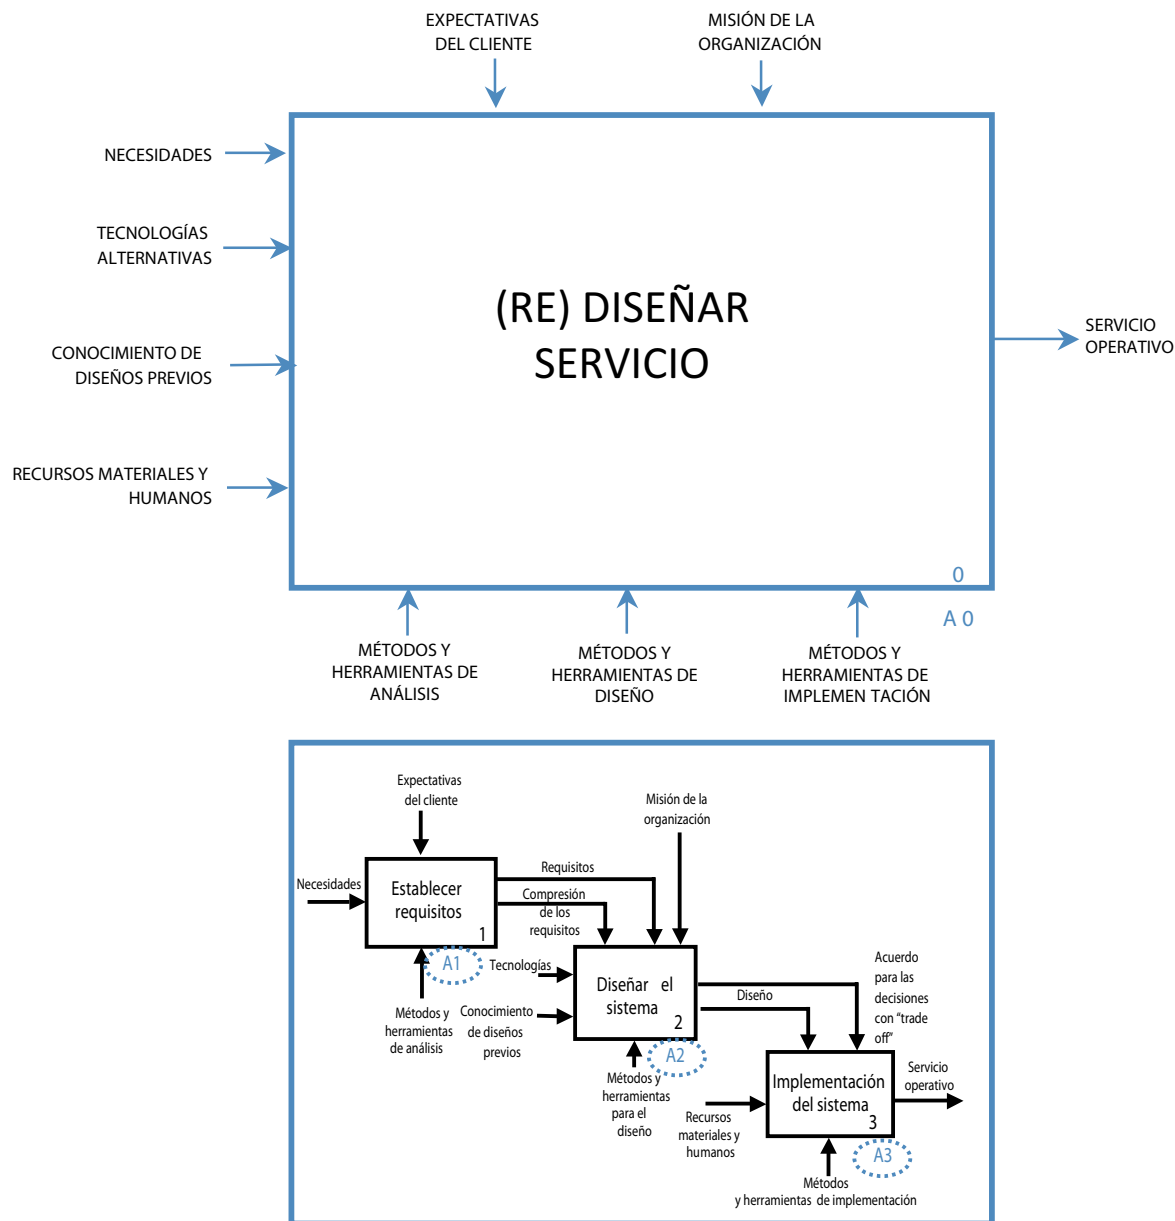 EXPECTATIVAS
DEL CLIENTE
MISIÓN DE LA
ORGANIZACIÓN
NECESIDADES
TECNOLOGÍAS
ALTERNATIVAS
CONOCIMIENTO DE
DISEÑOS PREVIOS
RECURSOS MATERIALES Y
HUMANOS
(RE) DISEÑAR
SERVICIO
SERVICIO
OPERATIVO
0
A 0
MÉTODOS Y
HERRAMIENTAS DE
ANÁLISIS
MÉTODOS Y
HERRAMIENTAS DE
DISEÑO
MÉTODOS Y
HERRAMIENTAS DE
IMPLEMEN TACIÓN
Expectativas
del cliente
Misión de la
organización
Necesidades
Establecer
requisitos
1
A1
Requisitos
Compresión
de los
requisitos
Métodos y
herramientas
de análisis
Tecnologías
Conocimiento
de diseños
previos
Diseñar el
sistema
2
A2
Diseño
Acuerdo
para las
decisiones
con “trade
off”
Métodos y
herramientas
para el
diseño
Recursos
materiales y
humanos
Implementación
del sistema
3
A3
Servicio
operativo
Métodos
y herramientas de implementación